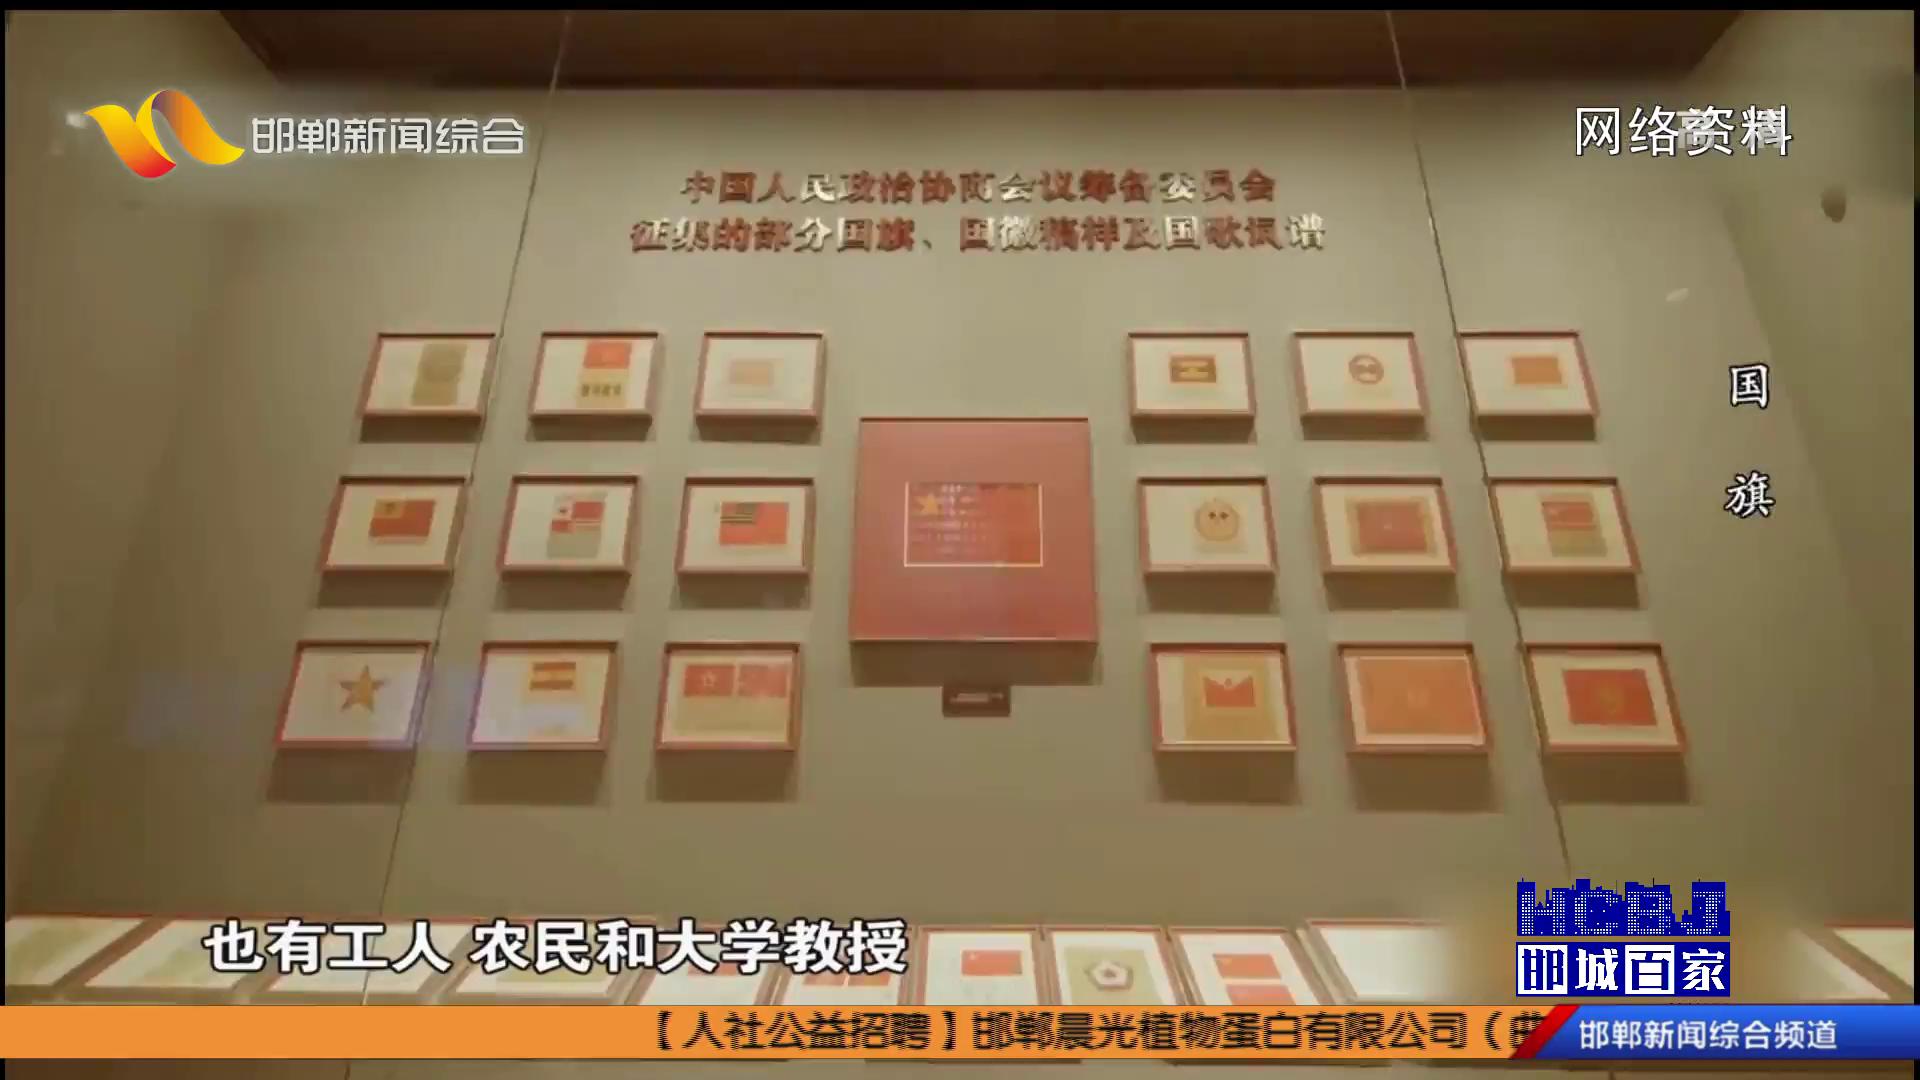 邯郸新闻综合
网络资料
中国人民政治协商会议筹备委员会
征集的部分国旗、国徽稿样及国歌词谱
国旗
也有工人 农民和大学教授
HCBJ
邯城百家
【人社公益招聘】邯郸晨光植物蛋白有限公司（
邯郸新闻综合频道